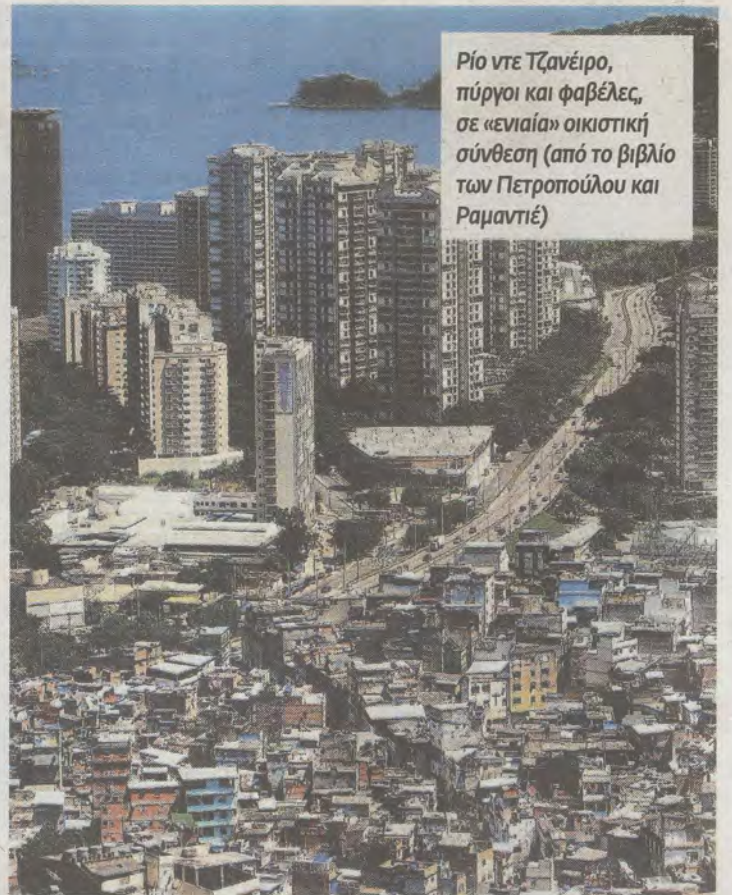 Ρίο ντε Τζανέιρο,
πύργοι και φαβέλες,
σε «ενιαία» οικιστική
σύνθεση (από το βιβλίο
των Πετροπούλου και
Ραμαντιέ)